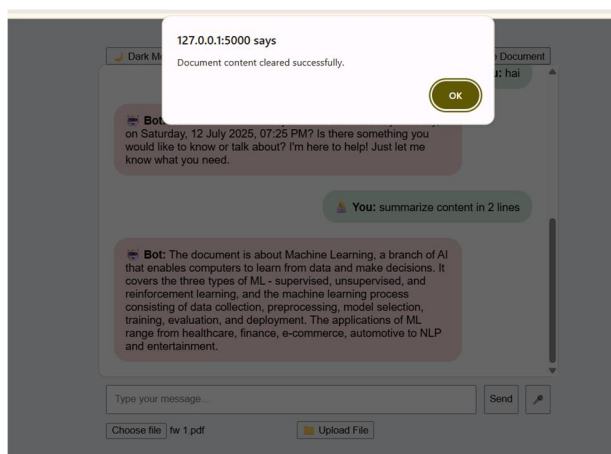 127.0.0.1:5000 says
Document content cleared successfully.
OK
🌙 Dark M
Document
u: hai
🤖 Bot:
on Saturday, 12 July 2025, 07:25 PM? Is there something you
would like to know or talk about? I'm here to help! Just let me
know what you need.
You: summarize content in 2 lines
🤖 Bot: The document is about Machine Learning, a branch of AI
that enables computers to learn from data and make decisions. It
covers the three types of ML - supervised, unsupervised, and
reinforcement learning, and the machine learning process
consisting of data collection, preprocessing, model selection,
training, evaluation, and deployment. The applications of ML
range from healthcare, finance, e-commerce, automotive to NLP
and entertainment.
Type your message...
Send
Choose file fw 1.pdf
📁 Upload File